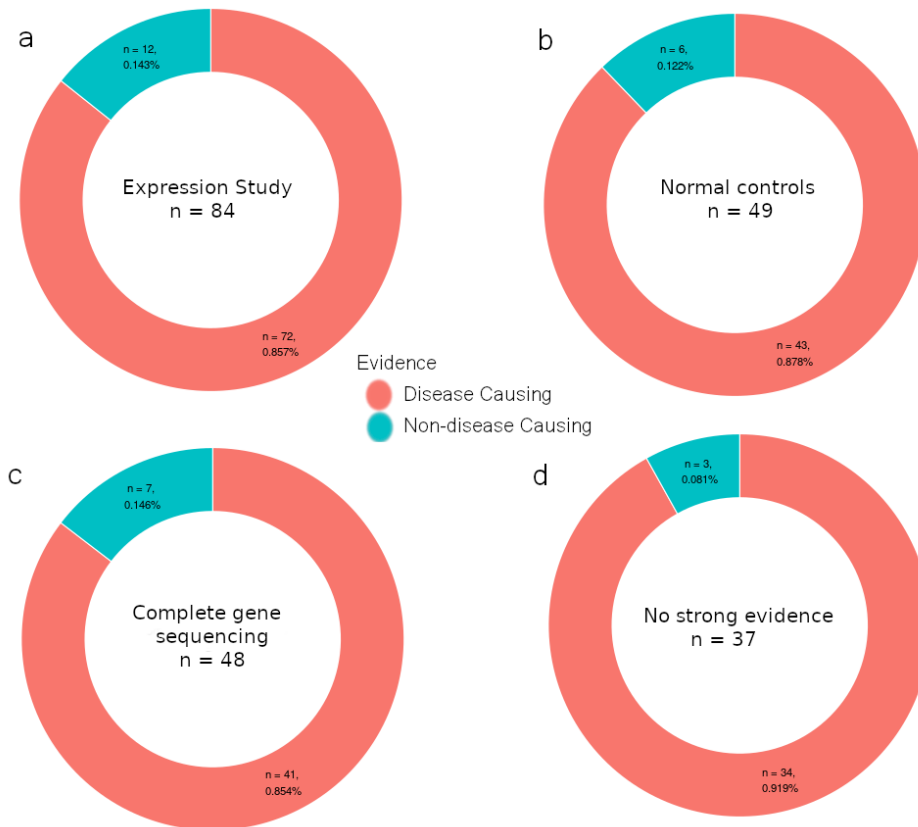 a
n = 12,
0.143%
Expression Study
n = 84
n = 72,
0.857%
b
n = 6,
0.122%
Normal controls
n = 49
n = 43,
0.878%
Evidence
Disease Causing
Non-disease Causing
c
n = 7,
0.146%
Complete gene
sequencing
n = 48
n = 41,
0.854%
d
n = 3,
0.081%
No strong evidence
n = 37
n = 34,
0.919%